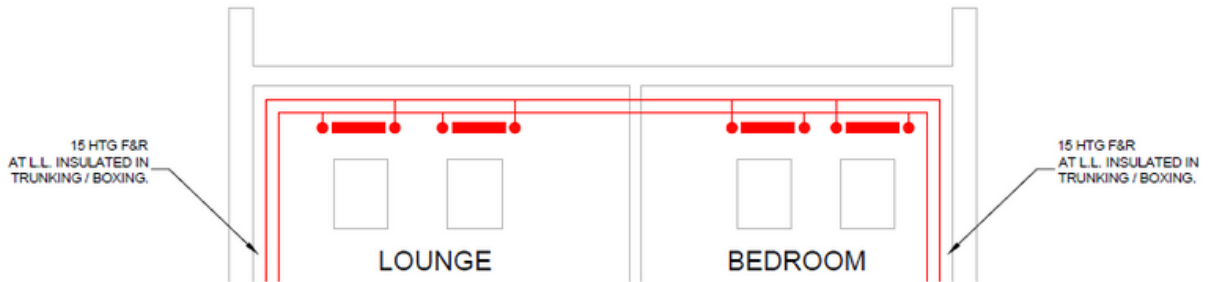 15 HTG F&R
AT L.L. INSULATED IN
TRUNKING / BOXING.
15 HTG F&R
AT L.L. INSULATED IN
TRUNKING / BOXING.
LOUNGE
BEDROOM